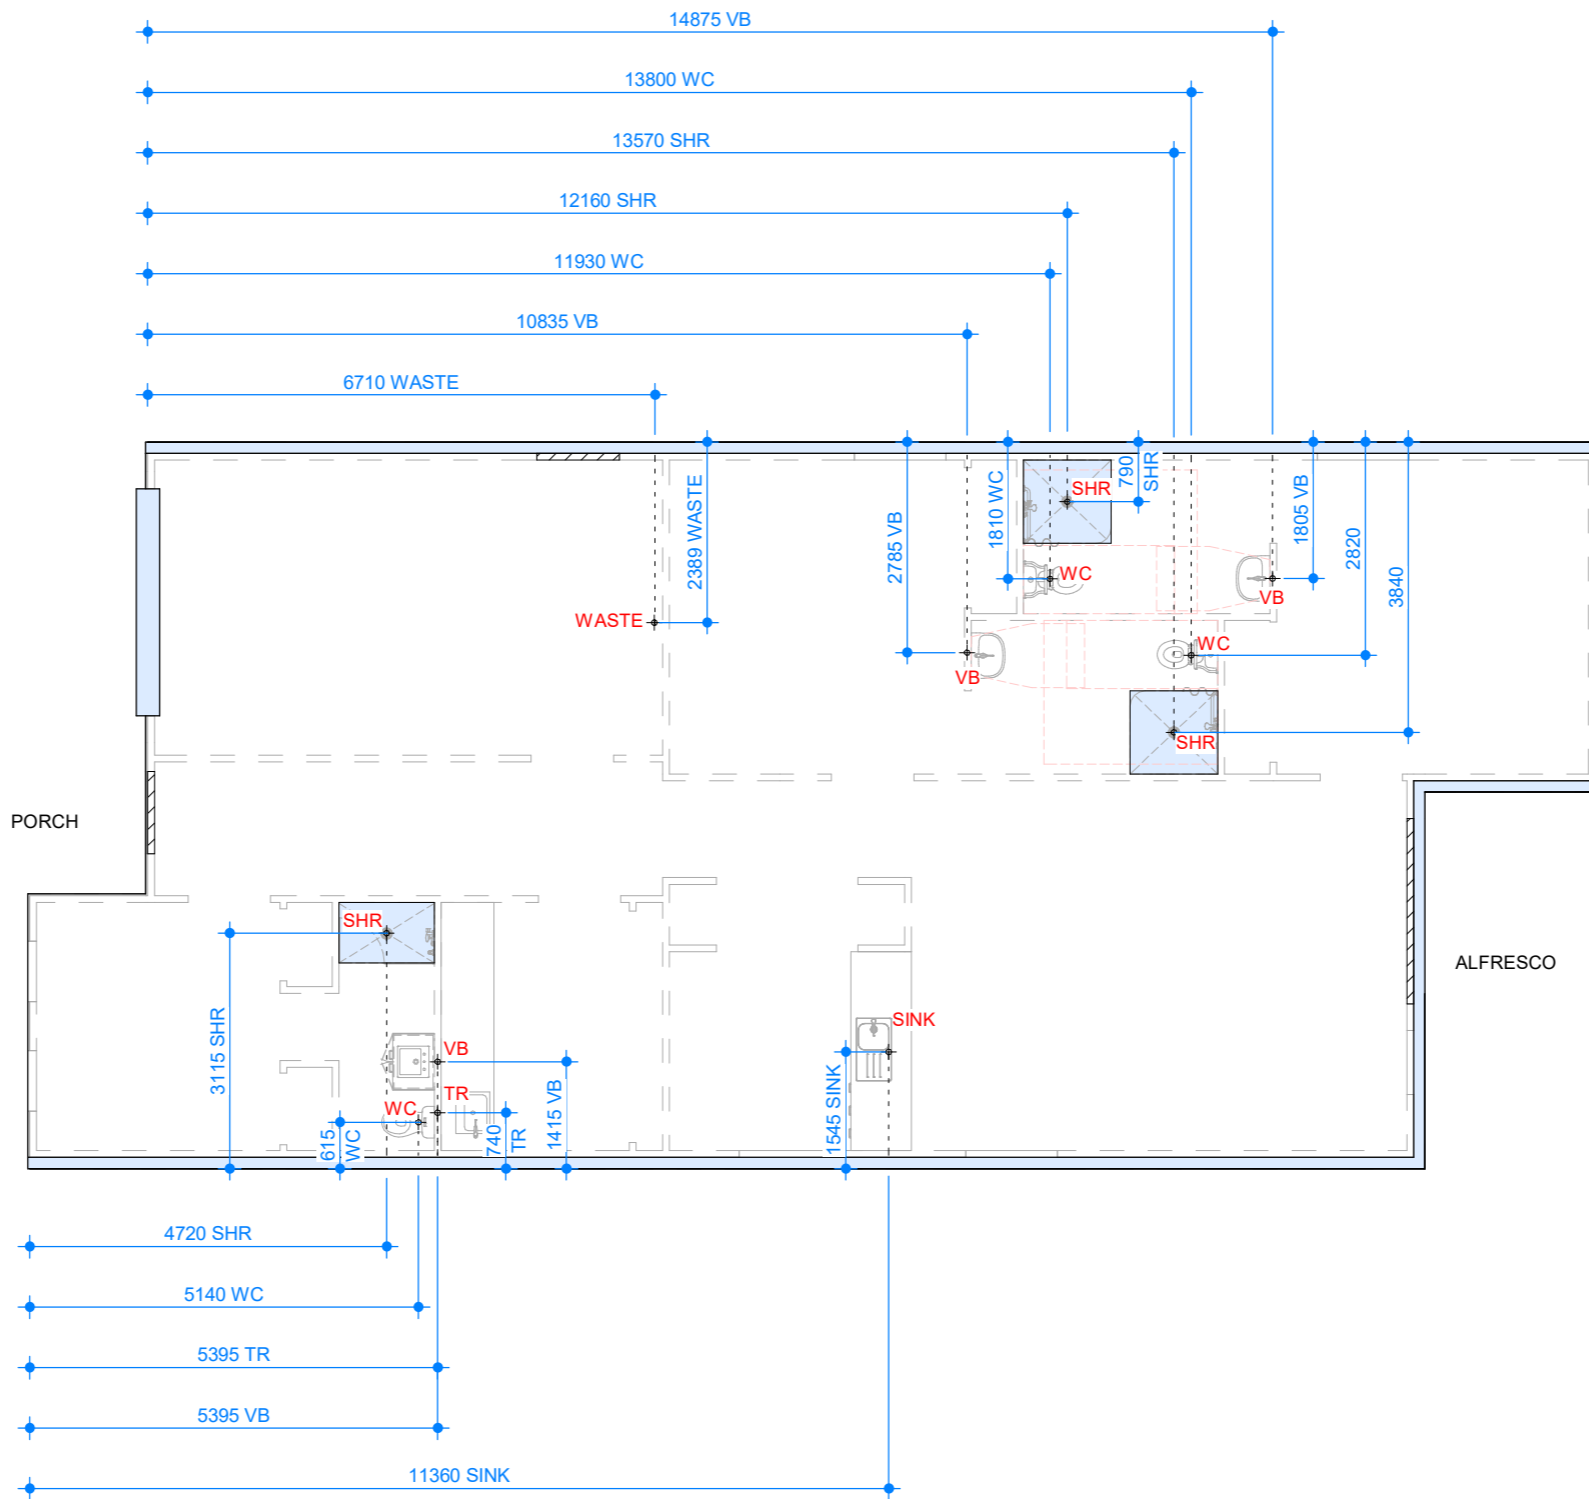 14875 VB
13800 WC
13570 SHR
12160 SHR
11930 WC
10835 VB
6710 WASTE
2389 WASTE
2785 VB
1810 WC
790
SHR
1805 VB
2820
3840
SHR
WC
VB
WASTE
WC
VB
SHR
PORCH
ALFRESCO
SHR
3115 SHR
VB
TR
WC
615
WC
740
TR
1415 VB
SINK
1545 SINK
4720 SHR
5140 WC
5395 TR
5395 VB
11360 SINK